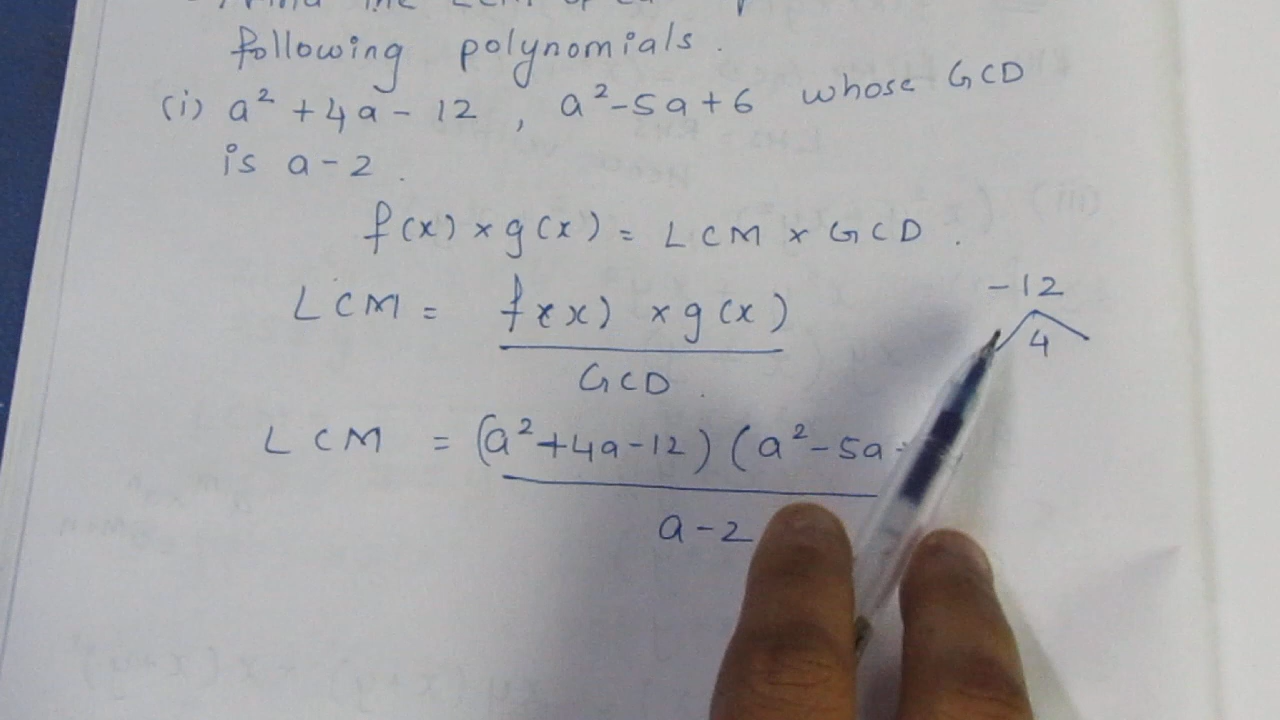 following polynomials.
(i) a² + 4a - 12 , a² - 5a + 6 whose GCD
is a - 2.
f(x) × g(x) = LCM × GCD.
LCM = f(x) × g(x)
GCD.
-12
4
LCM = (a² + 4a - 12) (a² - 5a
a - 2